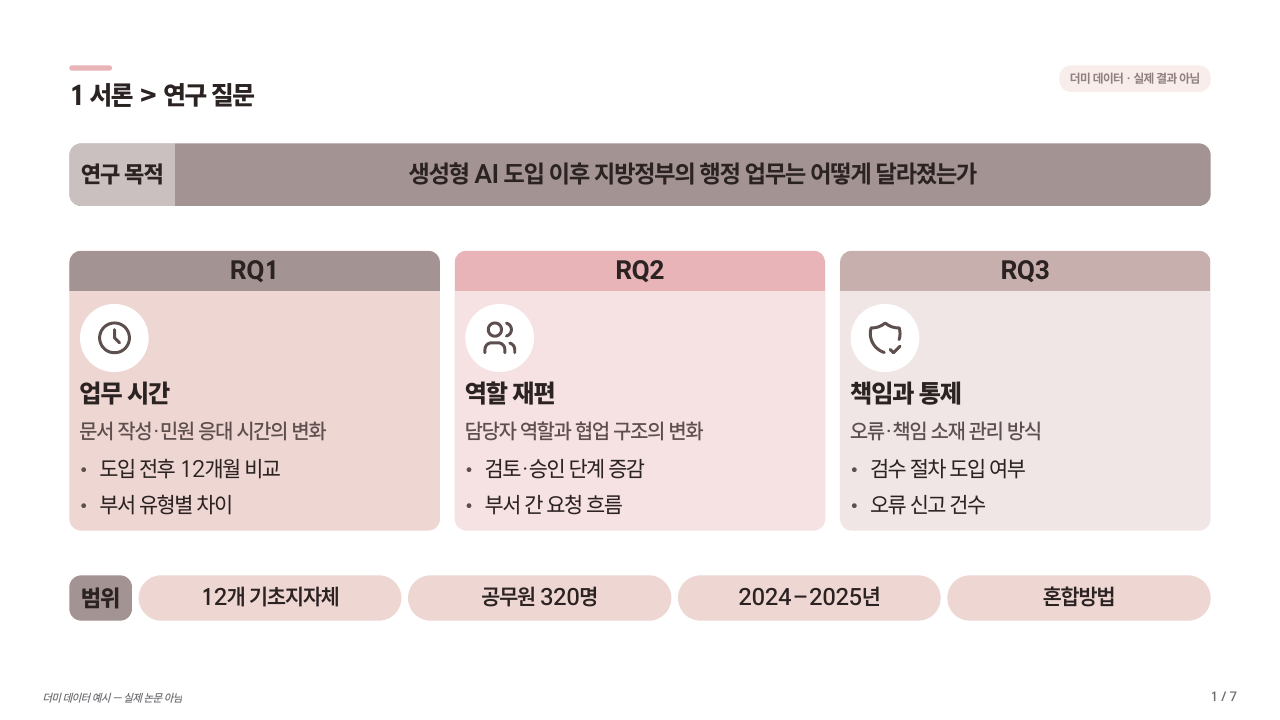 1 서론 > 연구 질문
더미 데이터 · 실제 결과 아님
연구 목적
생성형 AI 도입 이후 지방정부의 행정 업무는 어떻게 달라졌는가
RQ1
업무 시간
문서 작성·민원 응대 시간의 변화
• 도입 전후 12개월 비교
• 부서 유형별 차이
RQ2
역할 재편
담당자 역할과 협업 구조의 변화
• 검토·승인 단계 증감
• 부서 간 요청 흐름
RQ3
책임과 통제
오류·책임 소재 관리 방식
• 검수 절차 도입 여부
• 오류 신고 건수
범위
12개 기초지자체
공무원 320명
2024–2025년
혼합방법
더미 데이터 예시 — 실제 논문 아님
1 / 7